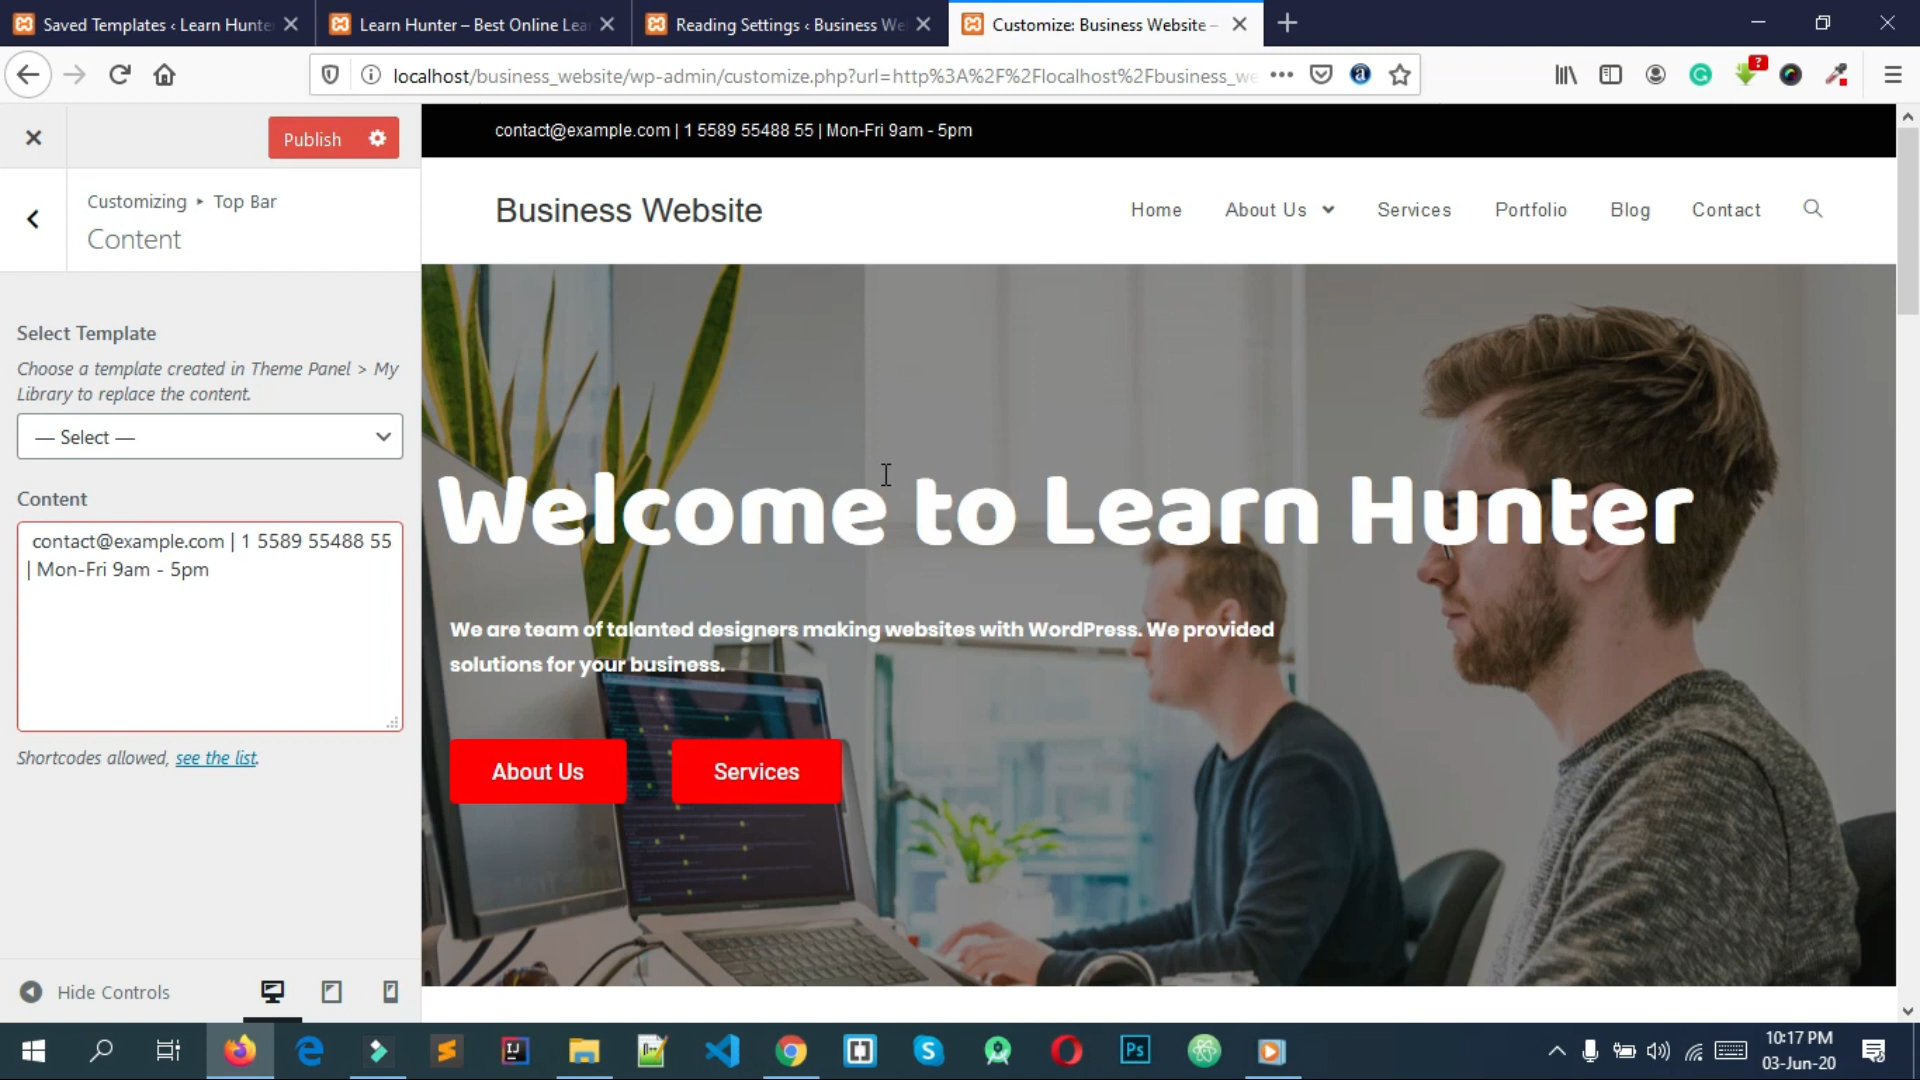 Saved Templates ‹ Learn Hunte
Learn Hunter – Best Online Lea
Reading Settings ‹ Business We
Customize: Business Website –
localhost/business_website/wp-admin/customize.php?url=http%3A%2F%2Flocalhost%2Fbusiness_we
Publish
Customizing ▸ Top Bar
Content
Select Template
Choose a template created in Theme Panel > My
Library to replace the content.
— Select —
Content
contact@example.com | 1 5589 55488 55
| Mon-Fri 9am - 5pm
Shortcodes allowed, see the list.
Hide Controls
contact@example.com | 1 5589 55488 55 | Mon-Fri 9am - 5pm
Business Website
Home
About Us
Services
Portfolio
Blog
Contact
Welcome to Learn Hunter
We are team of talanted designers making websites with WordPress. We provided
solutions for your business.
About Us
Services
10:17 PM
03-Jun-20